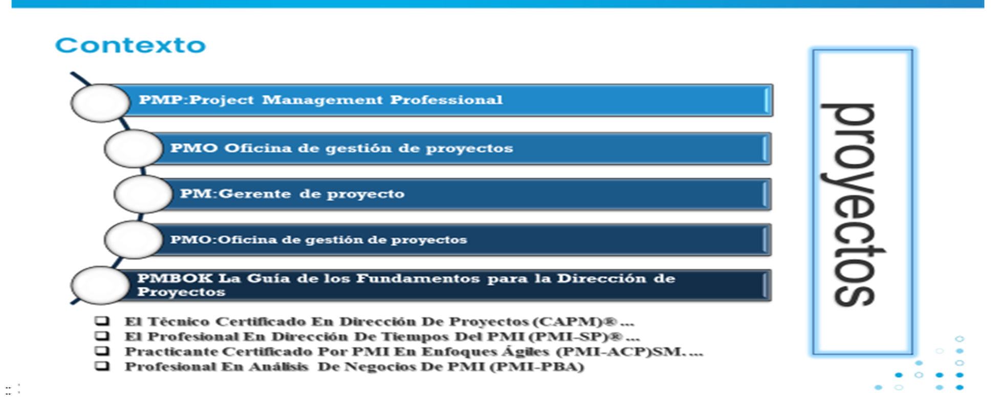 Contexto
PMP:Project Management Professional
PMO Oficina de gestión de proyectos
PM:Gerente de proyecto
PMO:Oficina de gestión de proyectos
PMBOK La Guía de los Fundamentos para la Dirección de
Proyectos
El Técnico Certificado En Dirección De Proyectos (CAPM)® ...
El Profesional En Dirección De Tiempos Del PMI (PMI-SP)® ...
Practicante Certificado Por PMI En Enfoques Ágiles (PMI-ACP)SM. ...
Profesional En Análisis De Negocios De PMI (PMI-PBA)
proyectos